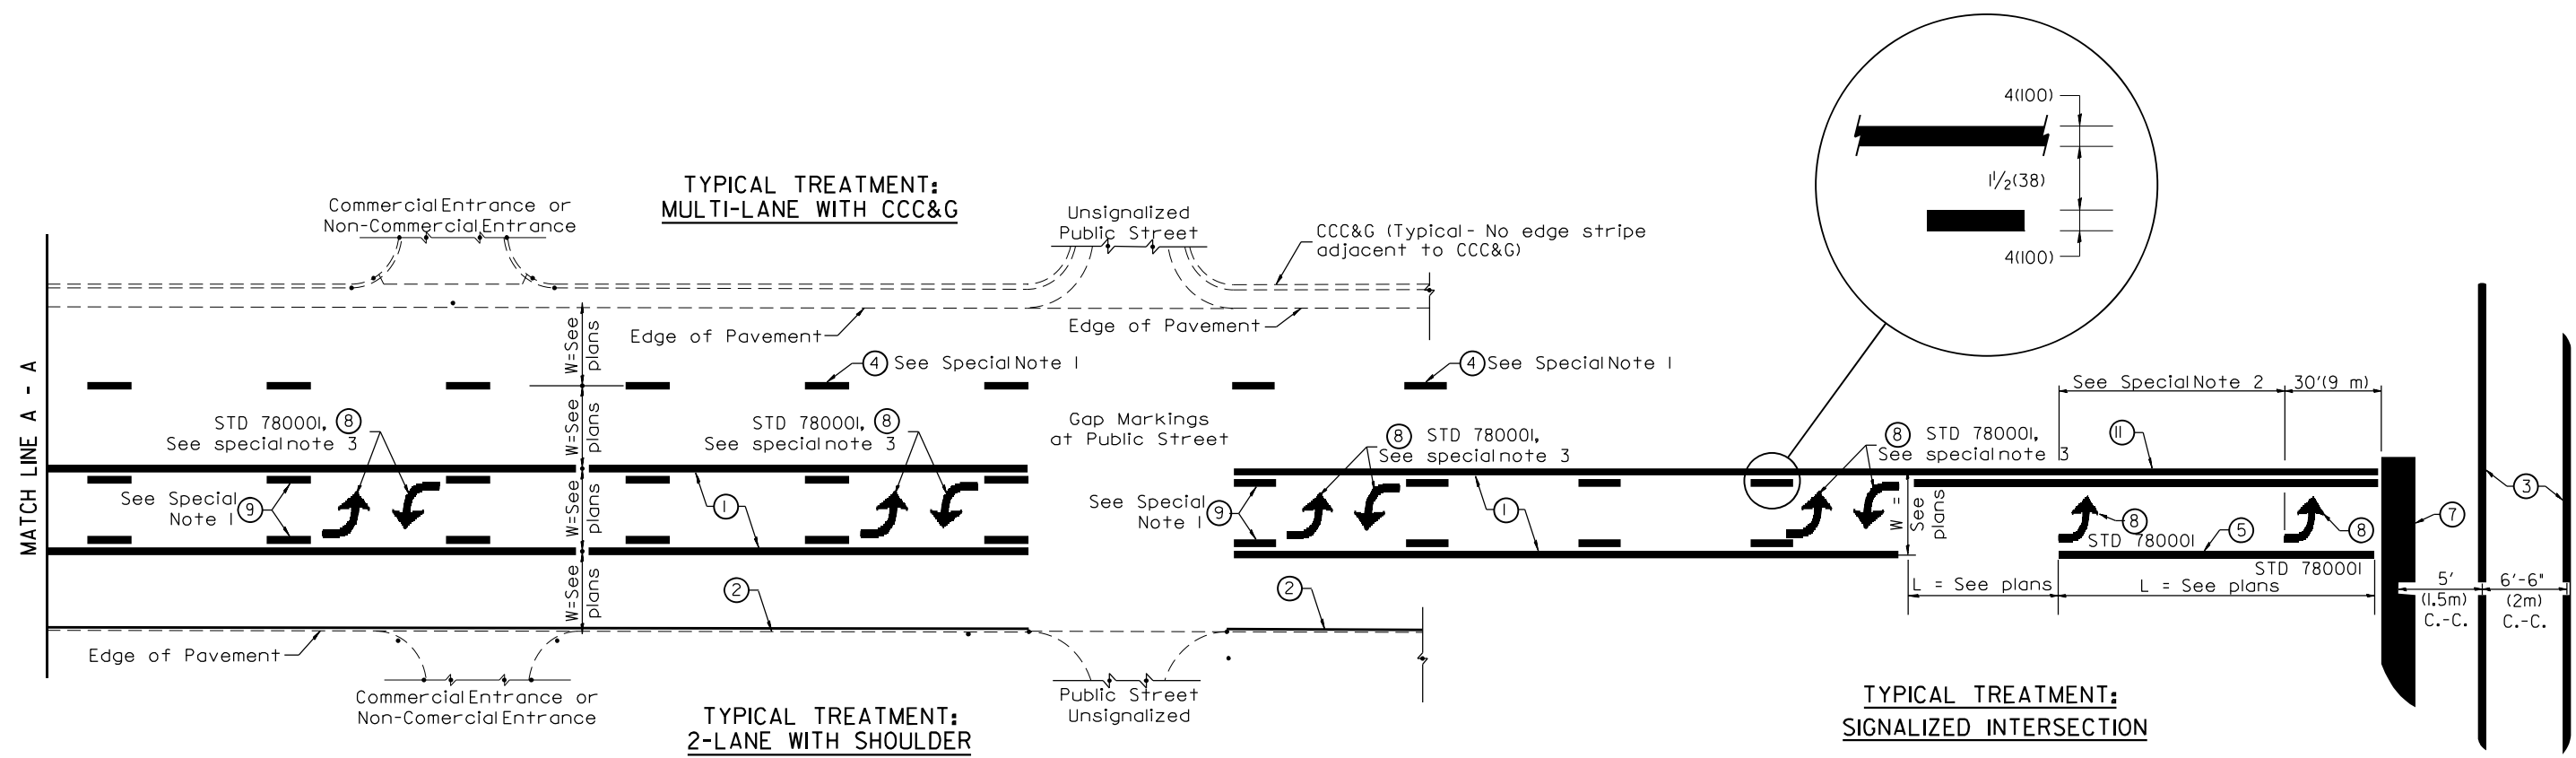 TYPICAL TREATMENT:
MULTI-LANE WITH CCC&G
Commercial Entrance or
Non-Commercial Entrance
Unsignalized
Public Street
CCC&G (Typical - No edge stripe
adjacent to CCC&G)
4(100)
1 1/2(38)
4(100)
MATCH LINE A - A
Edge of Pavement
Edge of Pavement
W=See
plans
4 See Special Note 1
4 See Special Note 1
STD 780001, 8
See special note 3
STD 780001, 8
See special note 3
W=See
plans
Gap Markings
at Public Street
8 STD 780001,
See special note 3
8 STD 780001,
See special note 3
See Special Note 2
30'(9 m)
11
See Special
Note 1
9
W=See
plans
1
See Special
Note 1
9
1
W =
See
plans
8
STD 780001
5
8
STD 780001
7
3
W=See
plans
2
2
L = See plans
L = See plans
5'
(1.5m)
C.-C.
6'-6"
(2m)
C.-C.
Edge of Pavement
Commercial Entrance or
Non-Comercial Entrance
Public Street
Unsignalized
TYPICAL TREATMENT:
2-LANE WITH SHOULDER
TYPICAL TREATMENT:
SIGNALIZED INTERSECTION